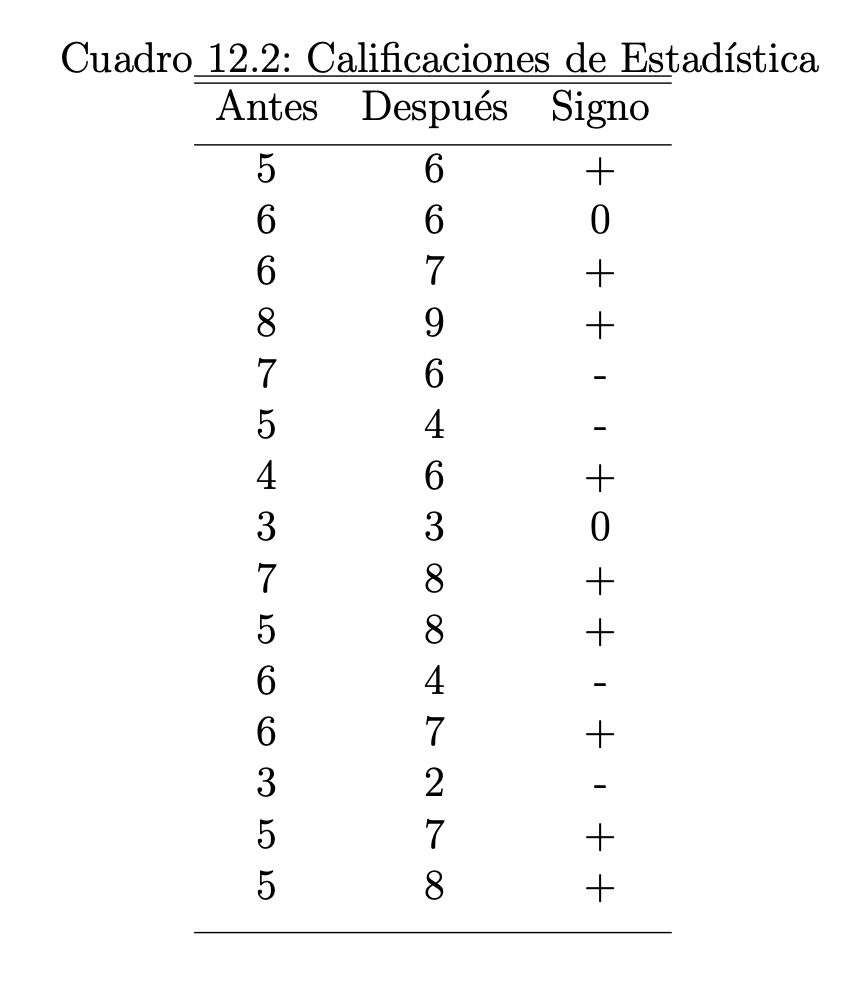 Cuadro 12.2: Calificaciones de Estadística
Antes Después Signo
5 6 +
6 6 0
6 7 +
8 9 +
7 6 -
5 4 -
4 6 +
3 3 0
7 8 +
5 8 +
6 4 -
6 7 +
3 2 -
5 7 +
5 8 +